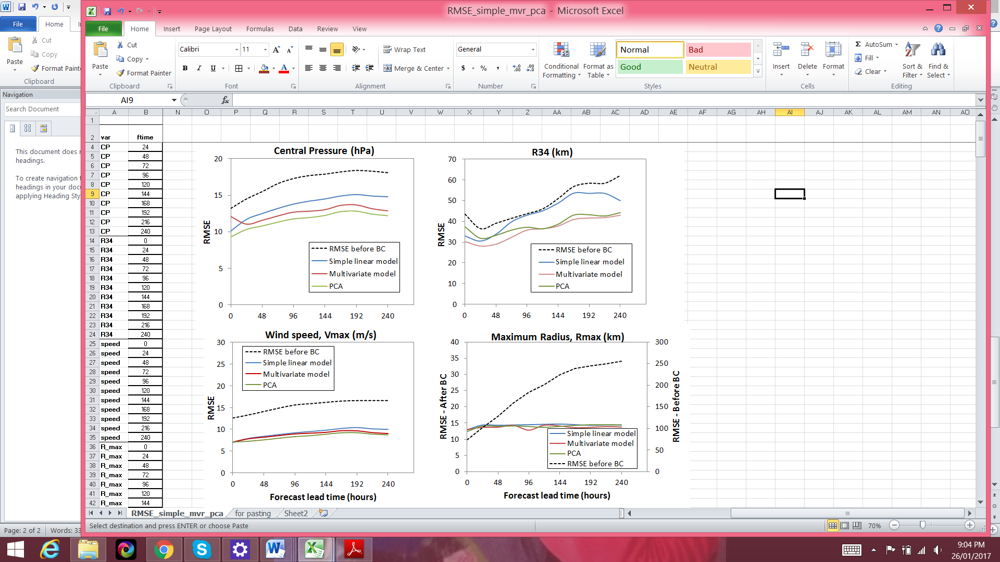 RMSE_simple_mvr_pca - Microsoft Excel
File Home
File Home Insert Page Layout Formulas Data Review View
Paste Cut Copy Format Painte
Clipboard
Paste Cut Copy Format Painter
Calibri 11
B I U
Wrap Text
Merge & Center
General
$ % ,
Conditional Formatting
Format as Table
Normal Bad
Good Neutral
Insert Delete Format
Σ AutoSum
Fill
Clear
Sort & Filter
Find & Select
Clipboard Font Alignment Number Styles Cells Editing
Navigation
Search Document
This document does
headings.
To create navigation
headings in your
applying Heading Sty
AI9 fx
A B N O P Q R S T U V W X Y Z AA AB AC AD AE AF AG AH AI AJ AK AL AM AN AO
1
2 var ftime
4 CP 24
5 CP 48
6 CP 72
7 CP 96
8 CP 120
9 CP 144
10 CP 168
11 CP 192
12 CP 216
13 CP 240
14 R34 0
15 R34 24
16 R34 48
17 R34 72
18 R34 96
19 R34 120
20 R34 144
21 R34 168
22 R34 192
23 R34 216
24 R34 240
25 speed 0
26 speed 24
27 speed 48
28 speed 72
29 speed 96
30 speed 120
31 speed 144
32 speed 168
33 speed 192
34 speed 216
35 speed 240
36 R_max 0
37 R_max 24
38 R_max 48
39 R_max 72
40 R_max 96
41 R_max 120
42 R_max 144
Central Pressure (hPa)
20
15
10
5
0
RMSE
RMSE before BC
Simple linear model
Multivariate model
PCA
0 48 96 144 192 240
R34 (km)
70
60
50
40
30
20
10
0
RMSE
RMSE before BC
Simple linear model
Multivariate model
PCA
0 48 96 144 192 240
Wind speed, Vmax (m/s)
30
25
20
15
10
5
0
RMSE
RMSE before BC
Simple linear model
Multivariate model
PCA
0 48 96 144 192 240
Forecast lead time (hours)
Maximum Radius, Rmax (km)
40
35
30
25
20
15
10
5
0
RMSE - After BC
300
250
200
150
100
50
0
RMSE - Before BC
Simple linear model
Multivariate model
PCA
RMSE before BC
0 48 96 144 192 240
Forecast lead time (hours)
RMSE_simple_mvr_pca for pasting Sheet2
Page: 2 of 2 Words: 33
Select destination and press ENTER or choose Paste
70%
9:04 PM
26/01/2017